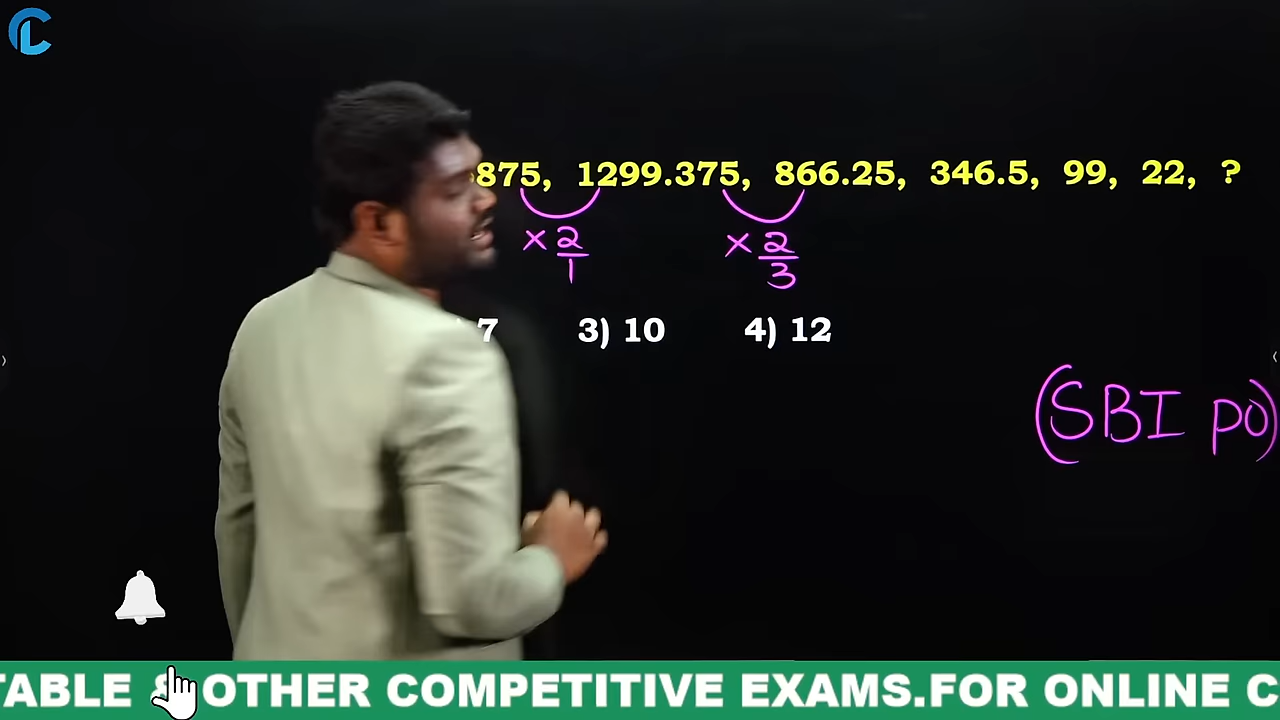 875, 1299.375, 866.25, 346.5, 99, 22, ?
× 2/1 × 2/3
7 3) 10 4) 12
(SBI PO)
TABLE & OTHER COMPETITIVE EXAMS.FOR ONLINE C